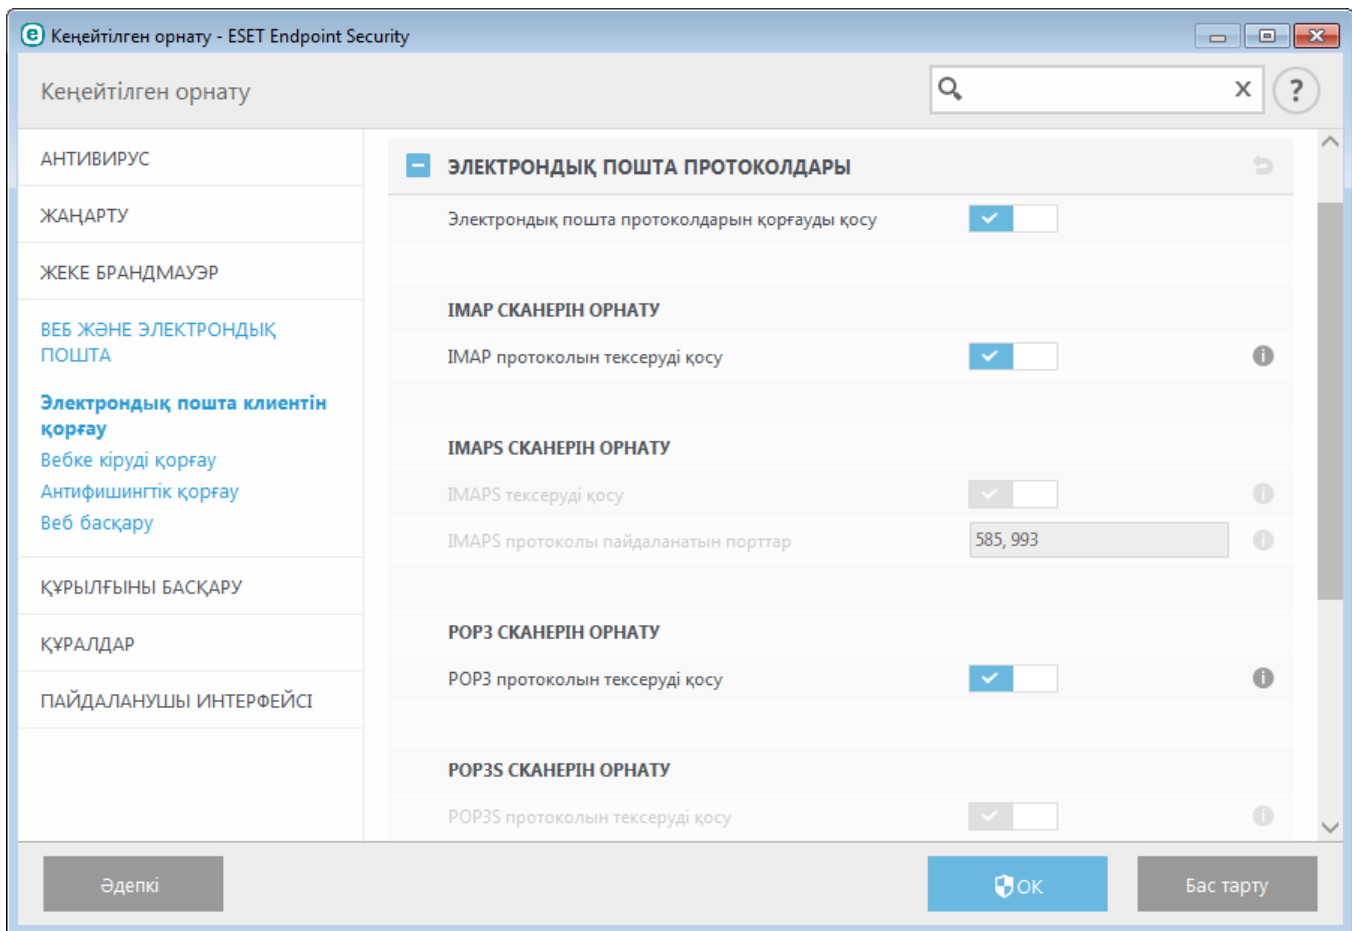 Кеңейтілген орнату - ESET Endpoint Security
Кеңейтілген орнату
АНТИВИРУС
ЖАҢАРТУ
ЖЕКЕ БРАНДМАУЭР
ВЕБ ЖӘНЕ ЭЛЕКТРОНДЫҚ
ПОШТА
Электрондық пошта клиентін
қорғау
Вебке кіруді қорғау
Антифишингтік қорғау
Веб басқару
ҚҰРЫЛҒЫНЫ БАСҚАРУ
ҚҰРАЛДАР
ПАЙДАЛАНУШЫ ИНТЕРФЕЙСІ
ЭЛЕКТРОНДЫҚ ПОШТА ПРОТОКОЛДАРЫ
Электрондық пошта протоколдарын қорғауды қосу
IMAP СКАНЕРІН ОРНАТУ
IMAP протоколын тексеруді қосу
IMAPS СКАНЕРІН ОРНАТУ
IMAPS тексеруді қосу
IMAPS протоколы пайдаланатын порттар 585, 993
POP3 СКАНЕРІН ОРНАТУ
POP3 протоколын тексеруді қосу
POP3S СКАНЕРІН ОРНАТУ
POP3S протоколын тексеруді қосу
Әдепкі
OK
Бас тарту